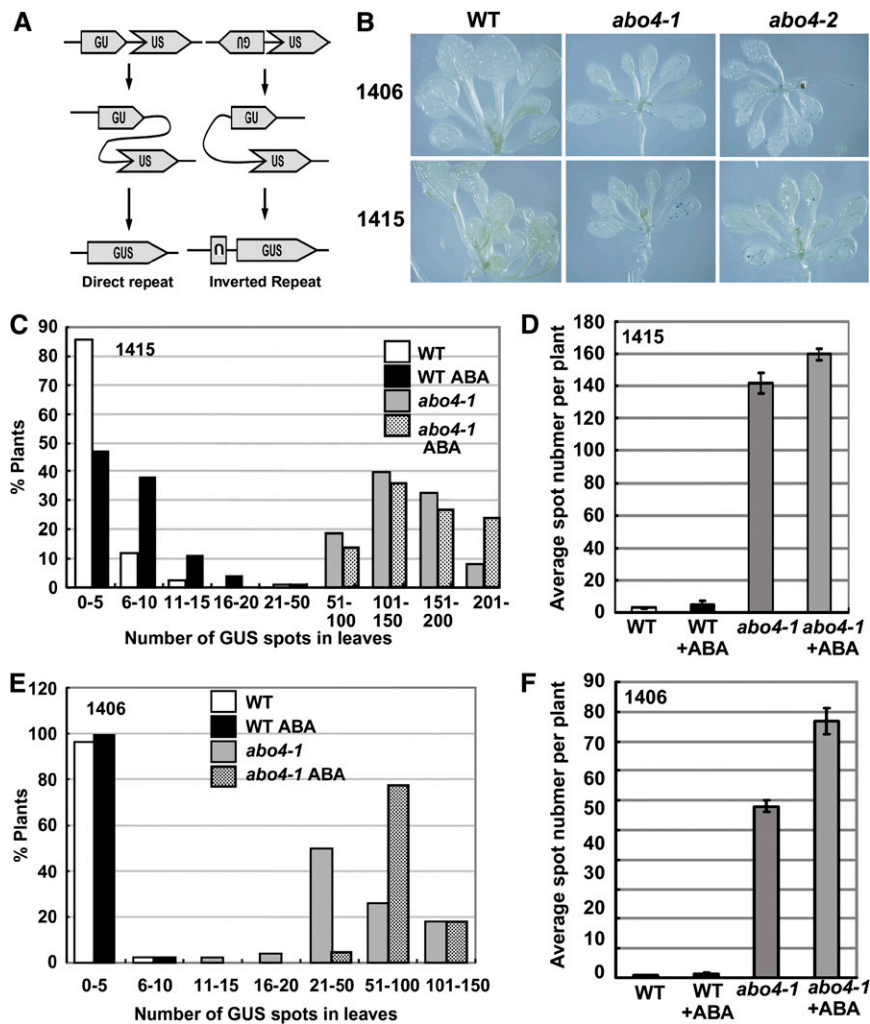 A
GU US GU US
GU GU
US US
GUS U GUS
Direct repeat Inverted Repeat
B
WT abo4-1 abo4-2
1406
1415
C
90
80
70
60
50
40
30
20
10
0
1415
WT
WT ABA
abo4-1
abo4-1 ABA
% Plants
0-5 6-10 11-15 16-20 21-50 51-100 101-150 151-200 201-
Number of GUS spots in leaves
D
180
160
140
120
100
80
60
40
20
0
1415
Average spot nubmer per plant
WT WT +ABA abo4-1 abo4-1 +ABA
E
120
100
80
60
40
20
0
1406
WT
WT ABA
abo4-1
abo4-1 ABA
% Plants
0-5 6-10 11-15 16-20 21-50 51-100 101-150
Number of GUS spots in leaves
F
90
80
70
60
50
40
30
20
10
0
1406
Average spot nubmer per plant
WT WT +ABA abo4-1 abo4-1 +ABA